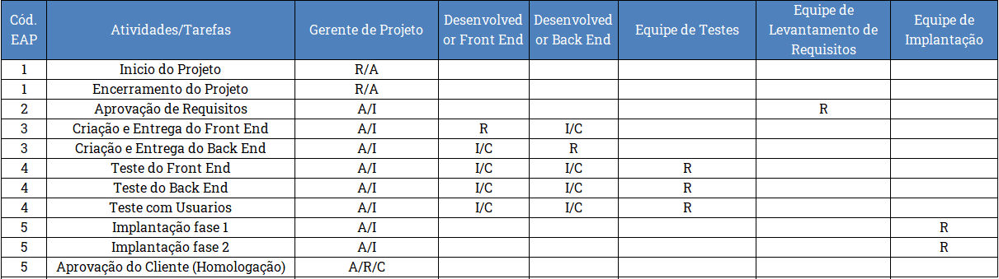 Cód. EAP Atividades/Tarefas Gerente de Projeto Desenvolved or Front End Desenvolved or Back End Equipe de Testes Equipe de Levantamento de Requisitos Equipe de Implantação
1 Inicio do Projeto R/A
1 Encerramento do Projeto R/A
2 Aprovação de Requisitos A/I R
3 Criação e Entrega do Front End A/I R I/C
3 Criação e Entrega do Back End A/I I/C R
4 Teste do Front End A/I I/C I/C R
4 Teste do Back End A/I I/C I/C R
4 Teste com Usuarios A/I I/C I/C R
5 Implantação fase 1 A/I R
5 Implantação fase 2 A/I R
5 Aprovação do Cliente (Homologação) A/R/C